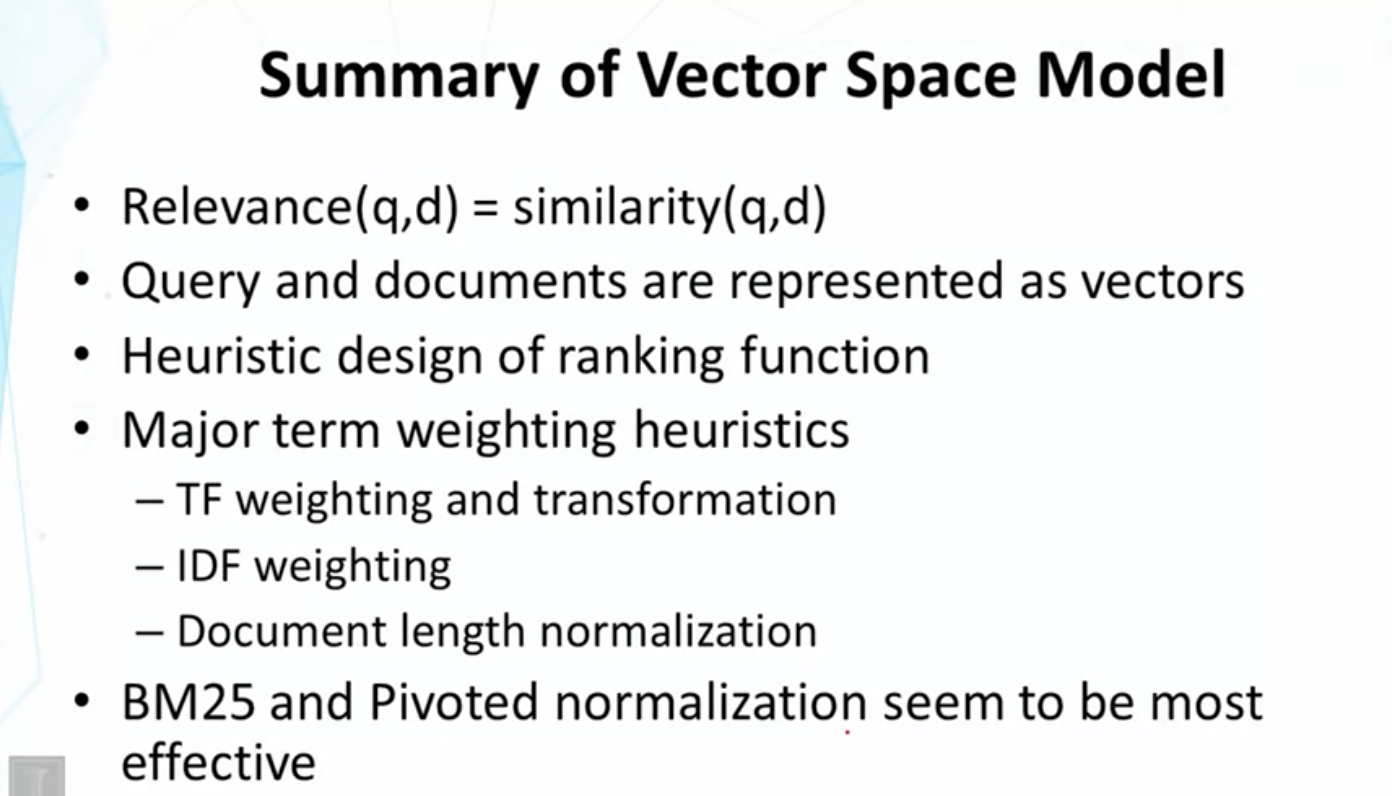 Summary of Vector Space Model
• Relevance(q,d) = similarity(q,d)
• Query and documents are represented as vectors
• Heuristic design of ranking function
• Major term weighting heuristics
– TF weighting and transformation
– IDF weighting
– Document length normalization
• BM25 and Pivoted normalization seem to be most
effective
I